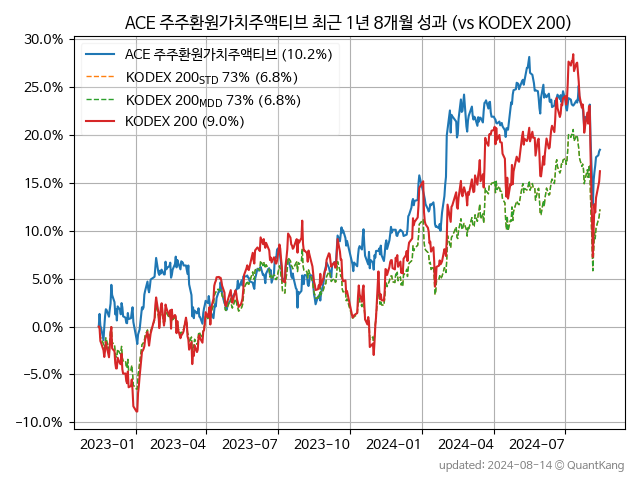 ACE 주주환원가치주액티브 최근 1년 8개월 성과 (vs KODEX 200)
30.0%
25.0%
20.0%
15.0%
10.0%
5.0%
0.0%
−5.0%
−10.0%
ACE 주주환원가치주액티브 (10.2%)
KODEX 200STD 73% (6.8%)
KODEX 200MDD 73% (6.8%)
KODEX 200 (9.0%)
2023−01 2023−04 2023−07 2023−10 2024−01 2024−04 2024−07
updated: 2024-08-14 © QuantKang